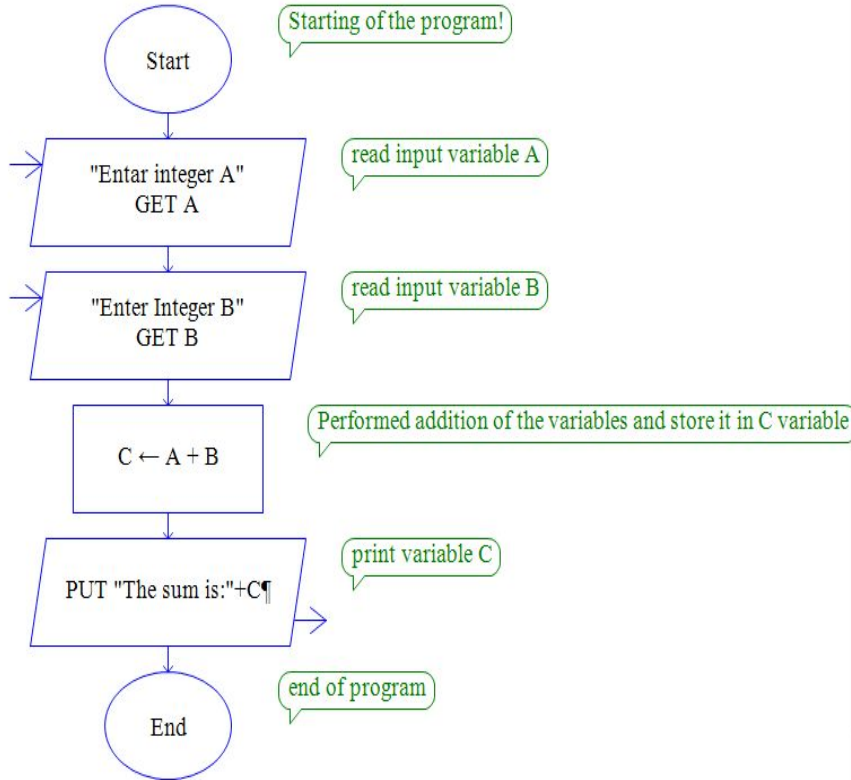 Starting of the program!
Start
"Entar integer A"
GET A
read input variable A
"Enter Integer B"
GET B
read input variable B
Performed addition of the variables and store it in C variable
C ← A + B
print variable C
PUT "The sum is:"+C¶
end of program
End